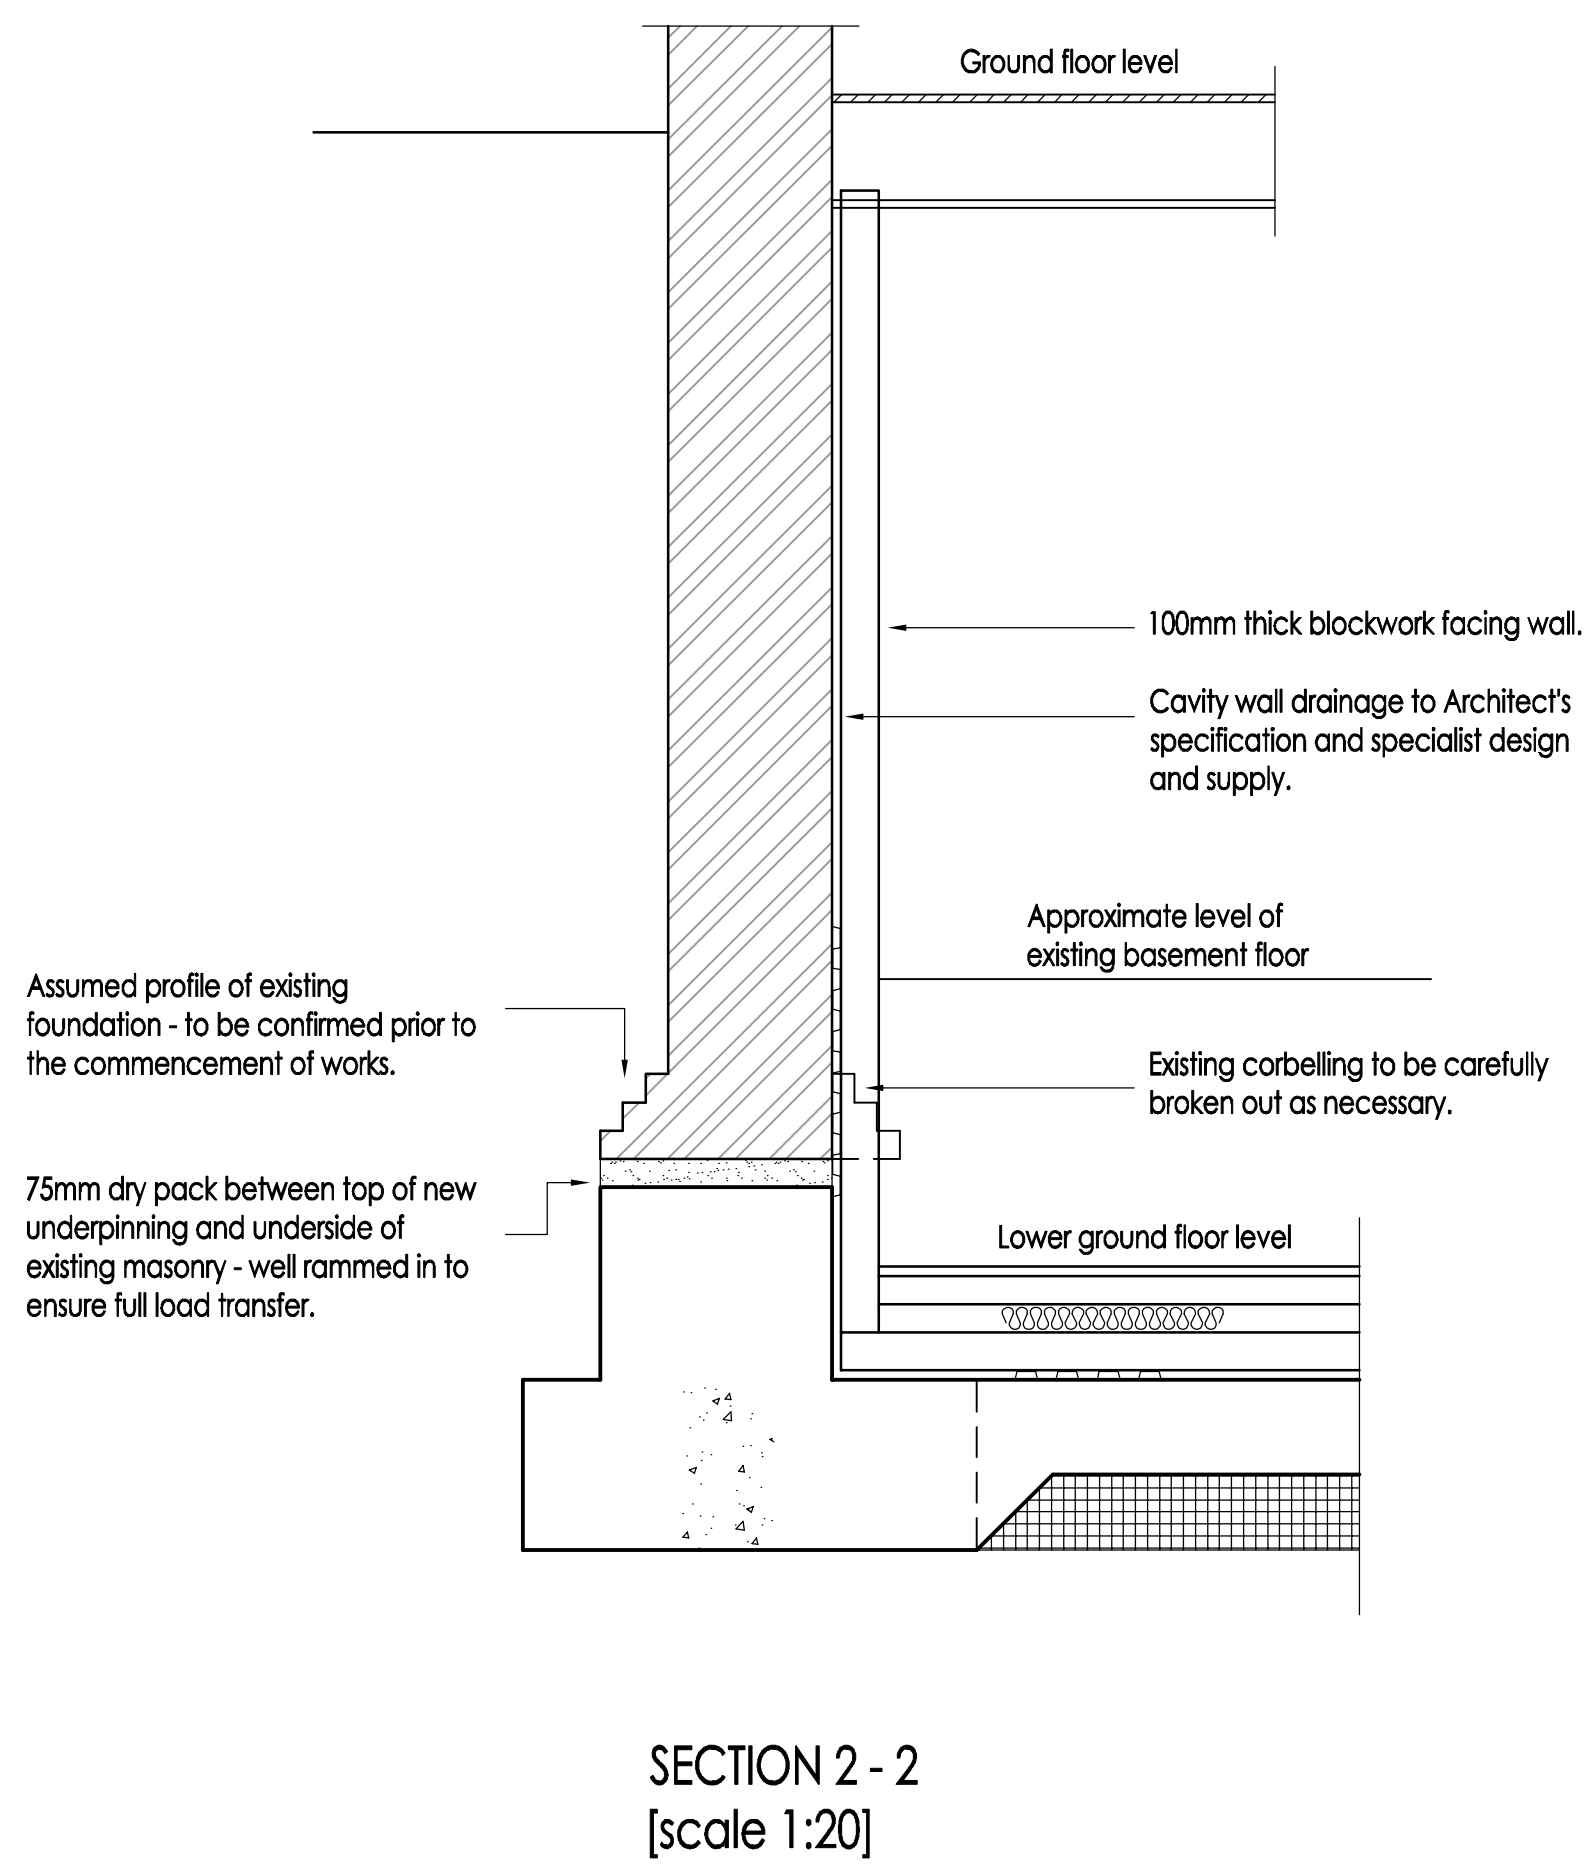 Ground floor level
100mm thick blockwork facing wall.
Cavity wall drainage to Architect's
specification and specialist design
and supply.
Approximate level of
existing basement floor
Assumed profile of existing
foundation - to be confirmed prior to
the commencement of works.
Existing corbelling to be carefully
broken out as necessary.
75mm dry pack between top of new
underpinning and underside of
existing masonry - well rammed in to
ensure full load transfer.
Lower ground floor level
SECTION 2 - 2
[scale 1:20]